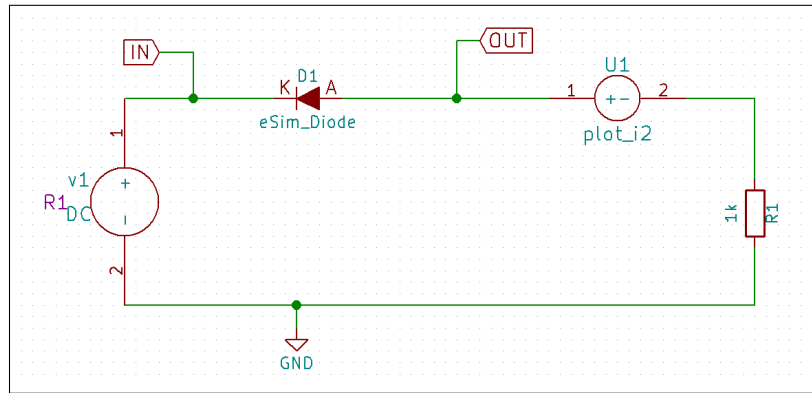 IN
OUT
D1
K A
eSim_Diode
U1
1 + - 2
plot_i2
1
v1
+
R1
DC
-
2
1k
R1
GND